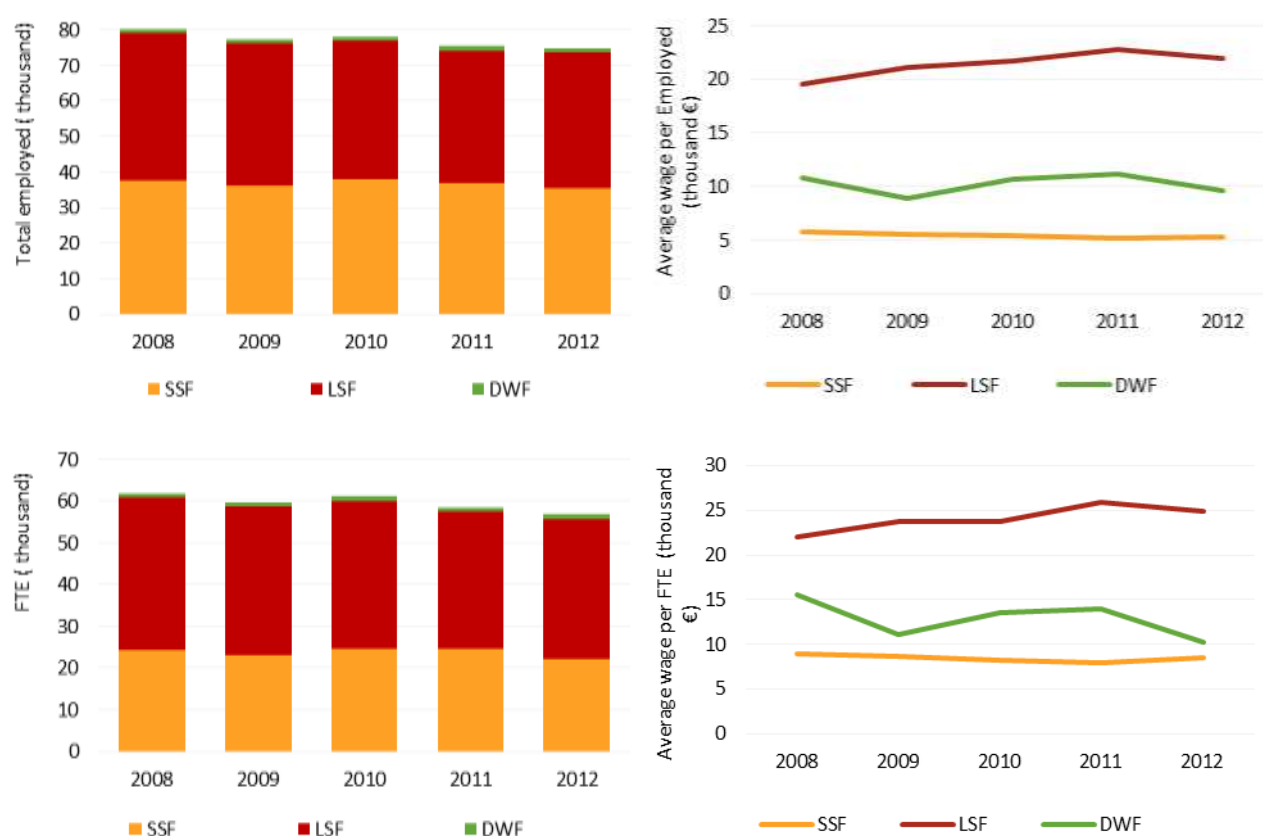 Total employed ( thousand)
80
70
60
50
40
30
20
10
0
2008 2009 2010 2011 2012
SSF LSF DWF
Average wage per Employed
(thousand €)
25
20
15
10
5
0
2008 2009 2010 2011 2012
SSF LSF DWF
FTE ( thousand)
70
60
50
40
30
20
10
0
2008 2009 2010 2011 2012
SSF LSF DWF
Average wage per FTE (thousand
€)
30
25
20
15
10
5
0
2008 2009 2010 2011 2012
SSF LSF DWF